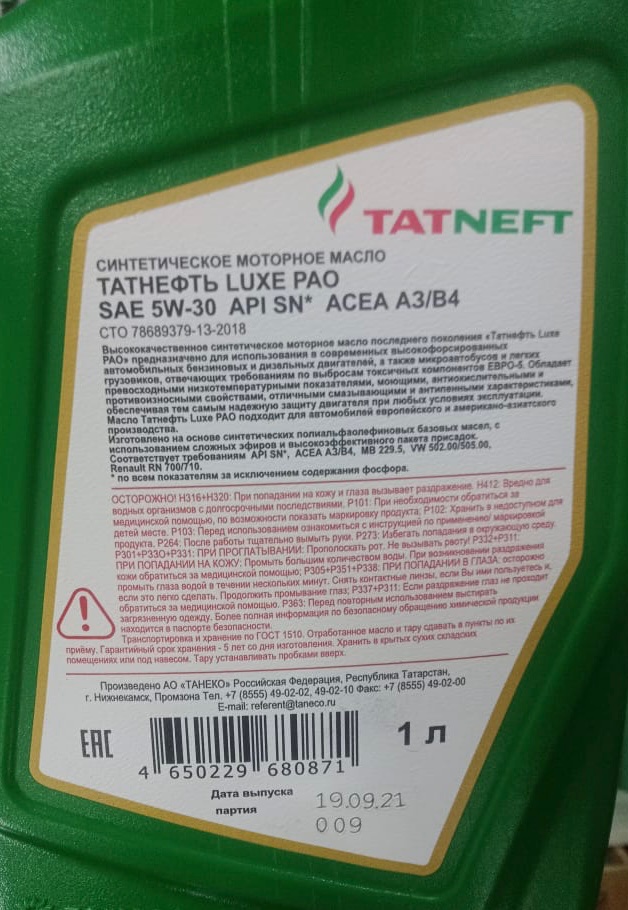 TATNEFT
СИНТЕТИЧЕСКОЕ МОТОРНОЕ МАСЛО
ТАТНЕФТЬ LUXE PAO
SAE 5W-30 API SN* ACEA A3/B4
СТО 78689379-13-2018
Высококачественное синтетическое моторное масло последнего поколения «Татнефть Luxe
PAO» предназначено для использования в современных высокофорсированных
автомобильных бензиновых и дизельных двигателей, а также микроавтобусов и легких
грузовиков, отвечающих требованиям по выбросам токсичных компонентов ЕВРО-5. Обладает
превосходными низкотемпературными показателями, моющими, антиокислительными и
противоизносными свойствами, отличными смазывающими и антипенными характеристиками,
обеспечивая тем самым надежную защиту двигателя при любых условиях эксплуатации.
Масло Татнефть Luxe PAO подходит для автомобилей европейского и американо-азиатского
производства.
Изготовлено на основе синтетических полиальфаолефиновых базовых масел, с
использованием сложных эфиров и высокоэффективного пакета присадок.
Соответствует требованиям API SN*, ACEA A3/B4, MB 229.5, VW 502.00/505.00,
Renault RN 700/710.
* по всем показателям за исключением содержания фосфора.
ОСТОРОЖНО! H316+H320: При попадании на кожу и глаза вызывает раздражение. H412: Вредно для
водных организмов с долгосрочными последствиями. P101: При необходимости обратиться за
медицинской помощью, по возможности показать маркировку продукта; P102: Хранить в недоступном для
детей месте. P103: Перед использованием ознакомиться с инструкцией по применению/ маркировкой
продукта. P264: После работы тщательно вымыть руки. P273: Избегать попадания в окружающую среду.
P301+P330+P331: ПРИ ПРОГЛАТЫВАНИИ: Прополоскать рот. Не вызывать рвоту! P332+P311:
ПРИ ПОПАДАНИИ НА КОЖУ: Промыть большим количеством воды. При возникновении раздражения
кожи обратиться за медицинской помощью; P305+P351+P338: ПРИ ПОПАДАНИИ В ГЛАЗА: осторожно
промыть глаза водой в течении нескольких минут. Снять контактные линзы, если Вы ими пользуетесь и,
если это легко сделать. Продолжить промывание глаз; P337+P311: Если раздражение глаз не проходит
обратиться за медицинской помощью. P363: Перед повторным использованием выстирать
загрязненную одежду. Более полная информация по безопасному обращению химической продукции
находится в паспорте безопасности.
Транспортировка и хранение по ГОСТ 1510. Отработанное масло и тару сдавать в пункты по их
приёму. Гарантийный срок хранения - 5 лет со дня изготовления. Хранить в крытых сухих складских
помещениях или под навесом. Тару устанавливать пробками вверх.
Произведено АО «ТАНЕКО» Российская Федерация, Республика Татарстан,
г. Нижнекамск, Промзона Тел. +7 (8555) 49-02-02, 49-02-10 Факс: +7 (8555) 49-02-00
E-mail: referent@taneco.ru
EAC
1 л
4 650229 680871
Дата выпуска
партия
19.09.21
009